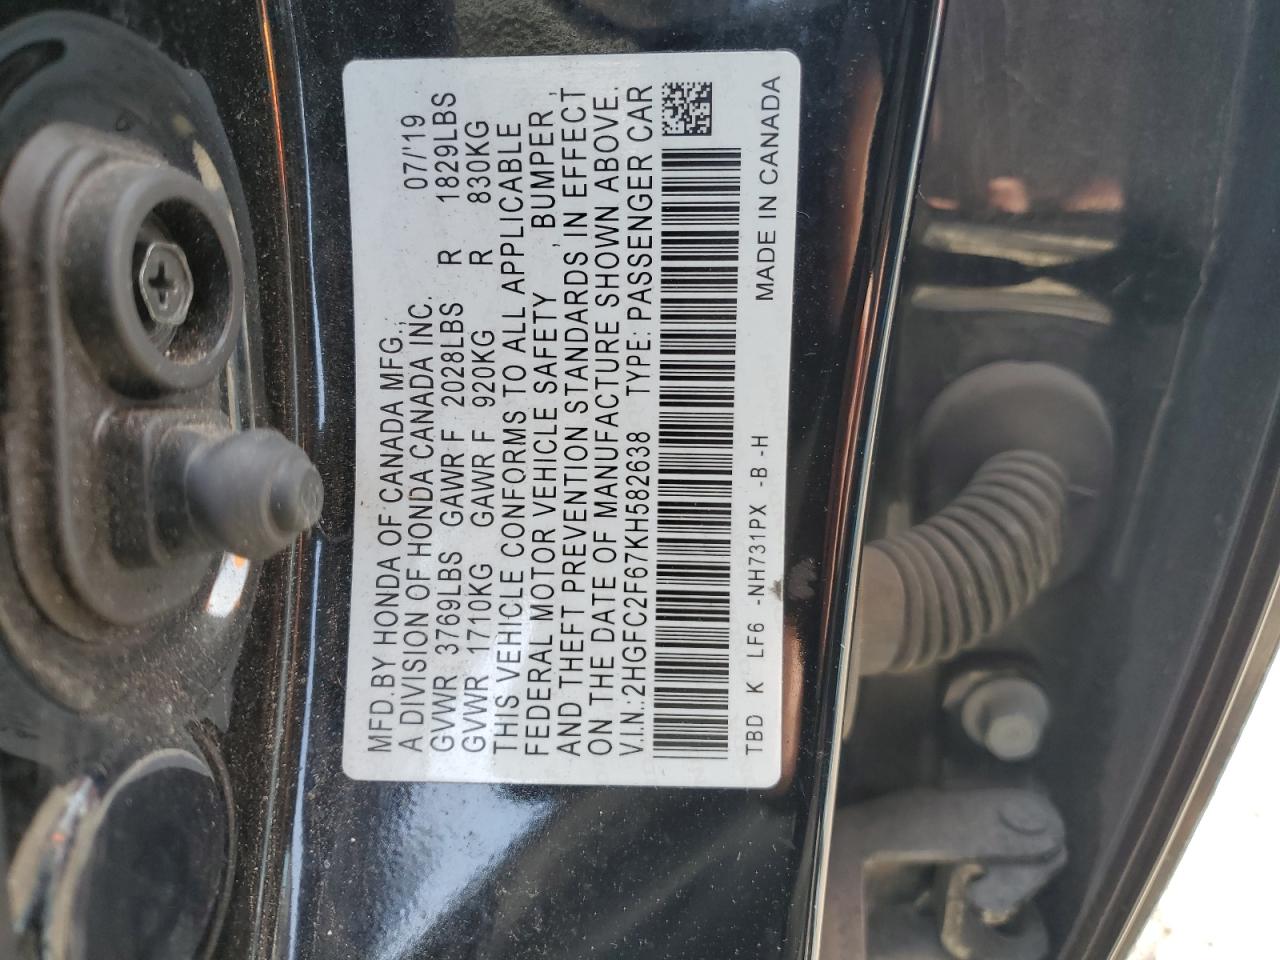 MFD.BY HONDA OF CANADA MFG., 07/'19
A DIVISION OF HONDA CANADA INC.
GVWR 3769LBS GAWR F 2028LBS R 1829LBS
GVWR 1710KG GAWR F 920KG R 830KG
THIS VEHICLE CONFORMS TO ALL APPLICABLE
FEDERAL MOTOR VEHICLE SAFETY , BUMPER ,
AND THEFT PREVENTION STANDARDS IN EFFECT
ON THE DATE OF MANUFACTURE SHOWN ABOVE.
V.I.N.:2HGFC2F67KH582638 TYPE: PASSENGER CAR
TBD K LF6 -NH731PX -B -H MADE IN CANADA